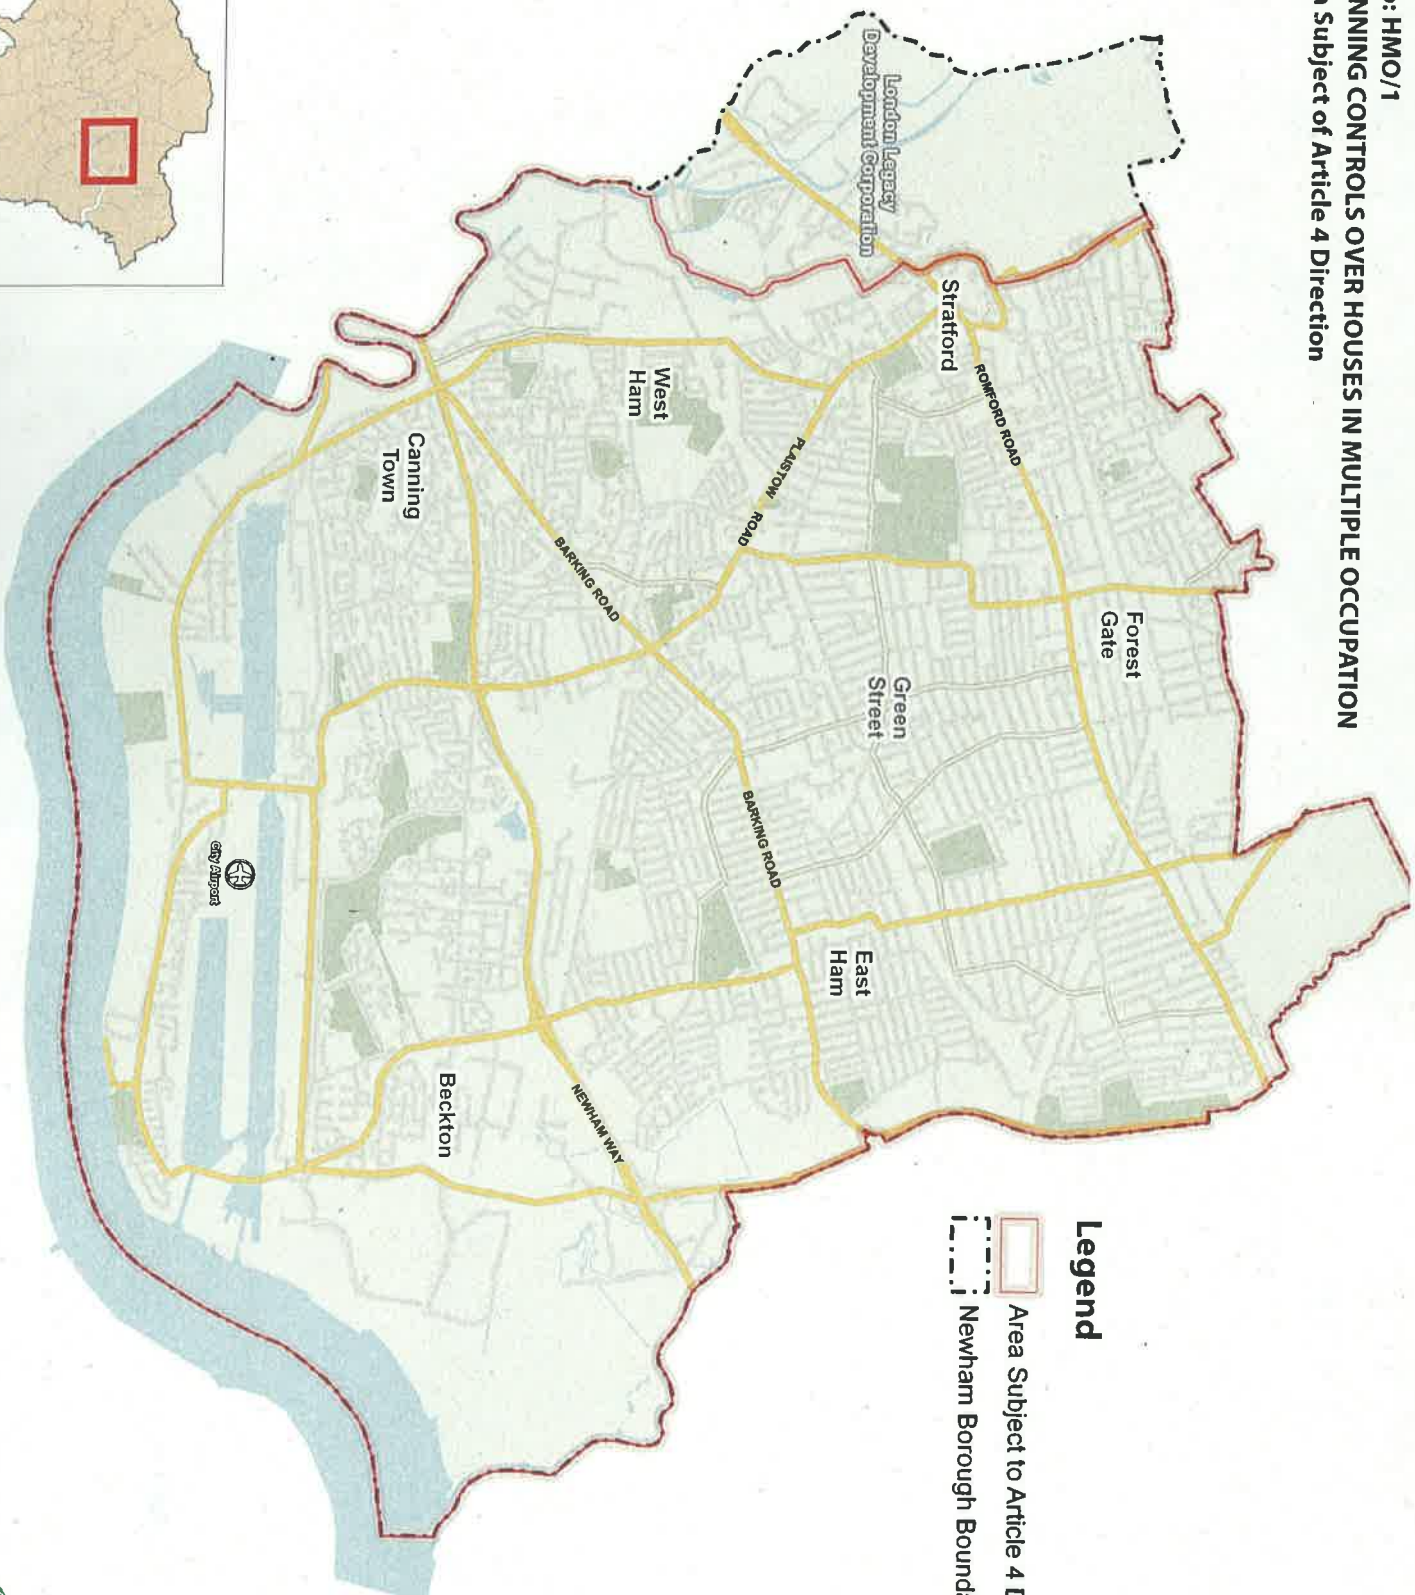 : HMO/1
NNING CONTROLS OVER HOUSES IN MULTIPLE OCCUPATION
Subject of Article 4 Direction
Legend
Area Subject to Article 4
Newham Borough
London Legacy
Development Corporation
Stratford
ROMFORD ROAD
Forest
Gate
West
Ham
PLAISTOW ROAD
Green
Street
Canning
Town
BARKING ROAD
BARKING ROAD
East
Ham
City Airport
Beckton
NEWHAM WAY